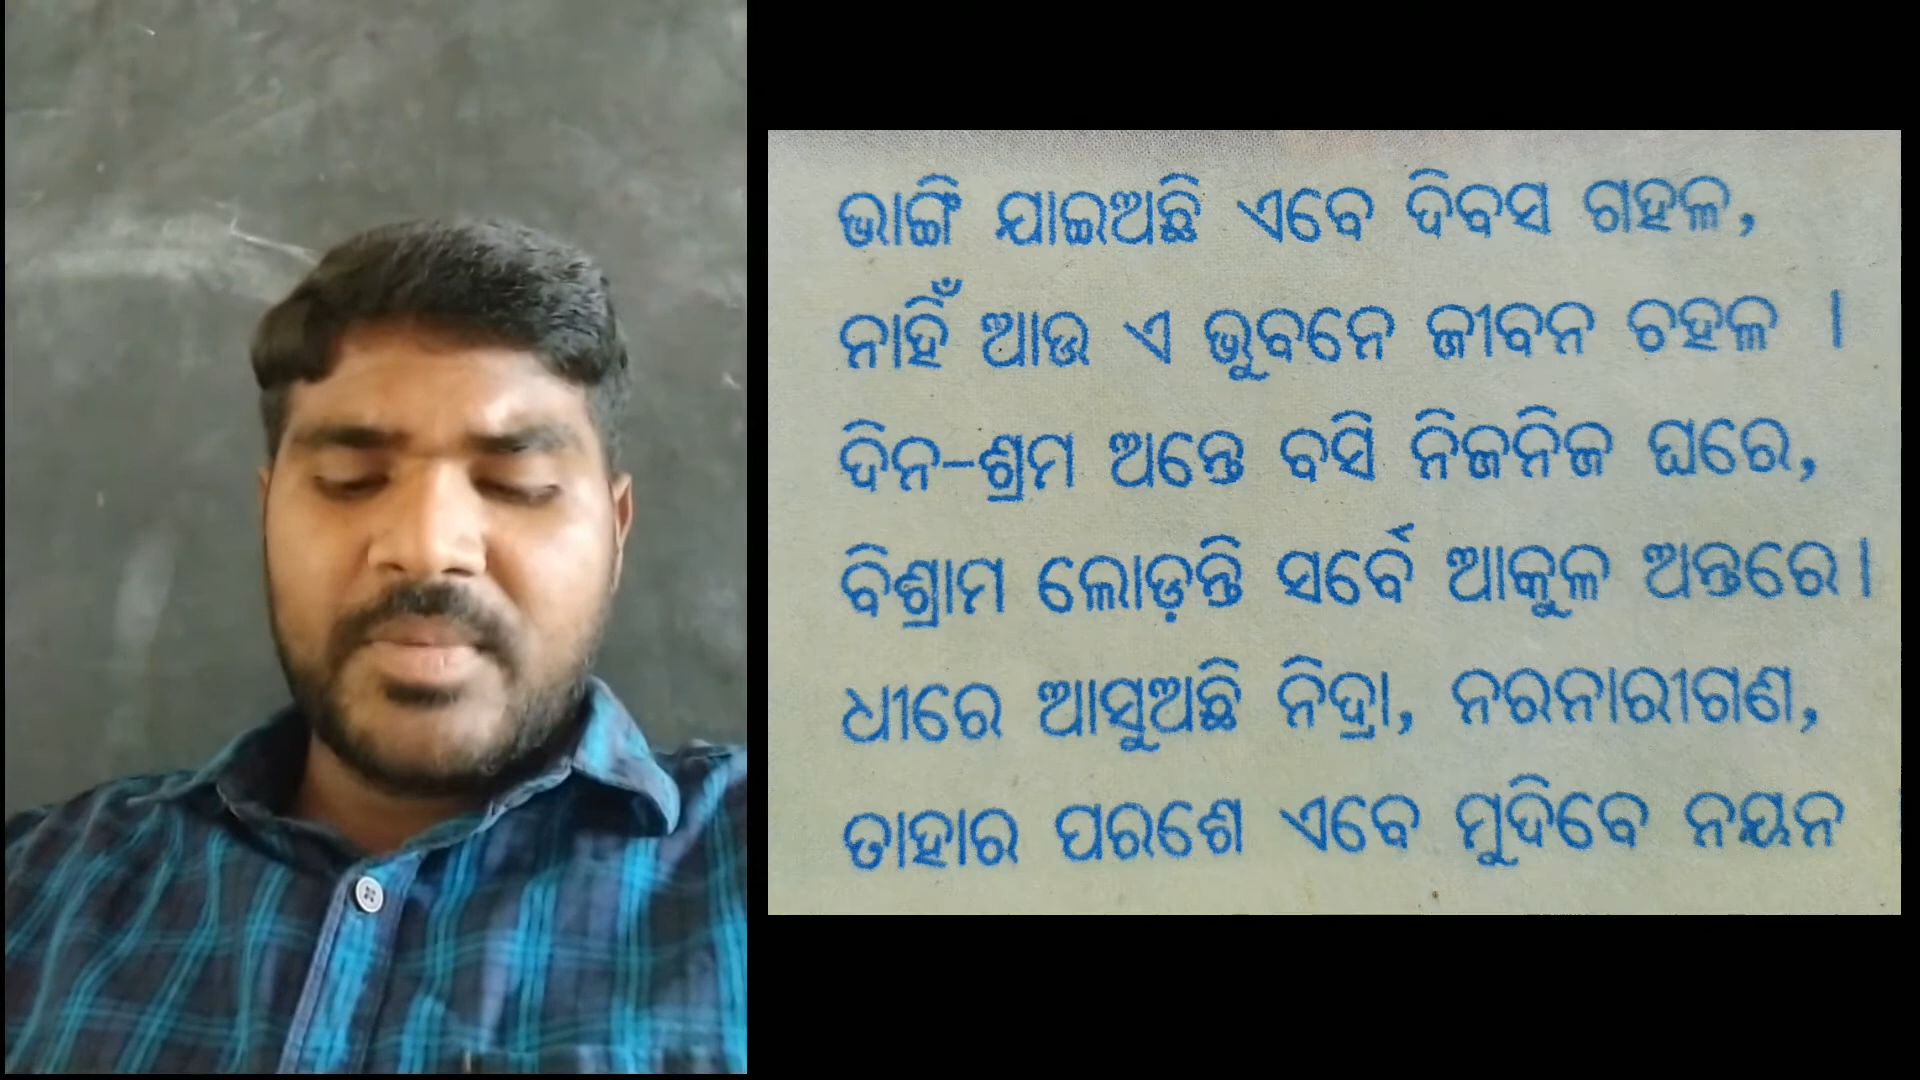 ଭାଙ୍ଗି ଯାଇଅଛି ଏବେ ଦିବସ ଗହଳ,
ନାହିଁ ଆଉ ଏ ଭୁବନେ ଜୀବନ ଚହଳ ।
ଦିନ-ଶ୍ରମ ଅନ୍ତେ ବସି ନିଜନିଜ ଘରେ,
ବିଶ୍ରାମ ଲୋଡ଼ନ୍ତି ସର୍ବେ ଆକୁଳ ଅନ୍ତରେ।
ଧୀରେ ଆସୁଅଛି ନିଦ୍ରା, ନରନାରୀଗଣ,
ତାହାର ପରଶେ ଏବେ ମୁଦିବେ ନୟନ